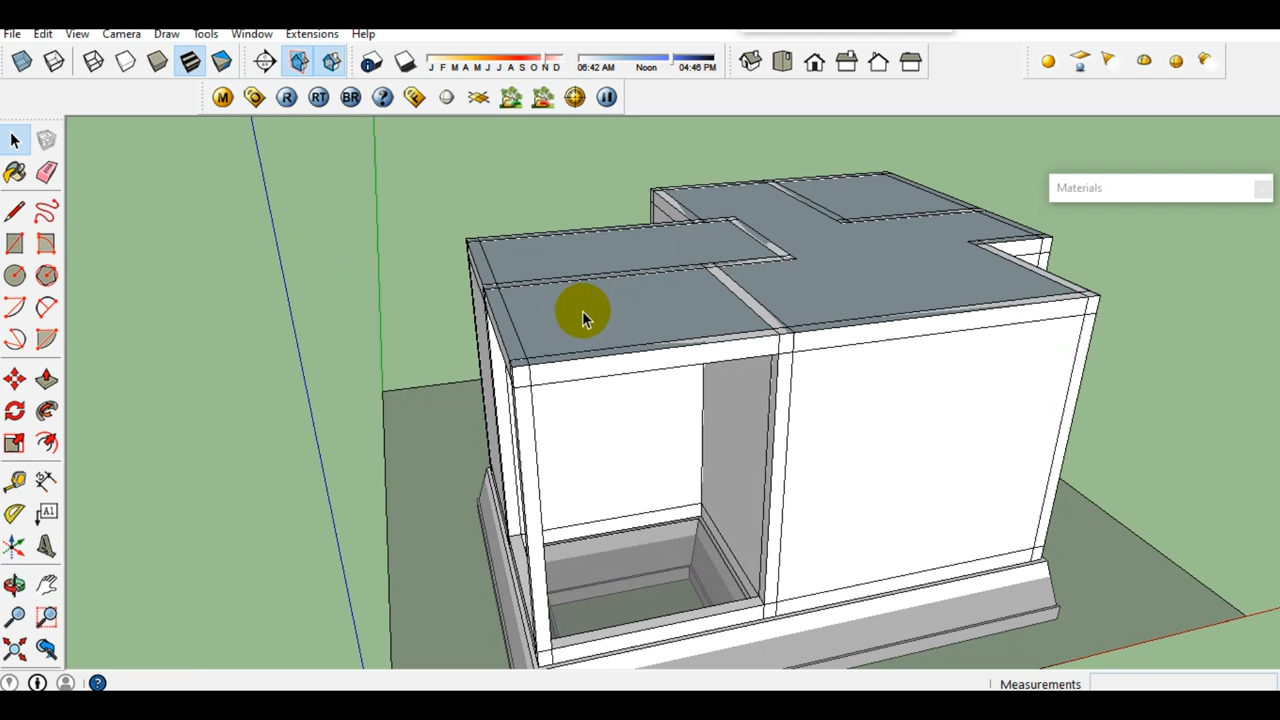 File Edit View Camera Draw Tools Window Extensions Help
J F M A M J J A S O N D 06:42 AM Noon 04:46 PM
M O R RT BR ? F
Materials
A1
Measurements